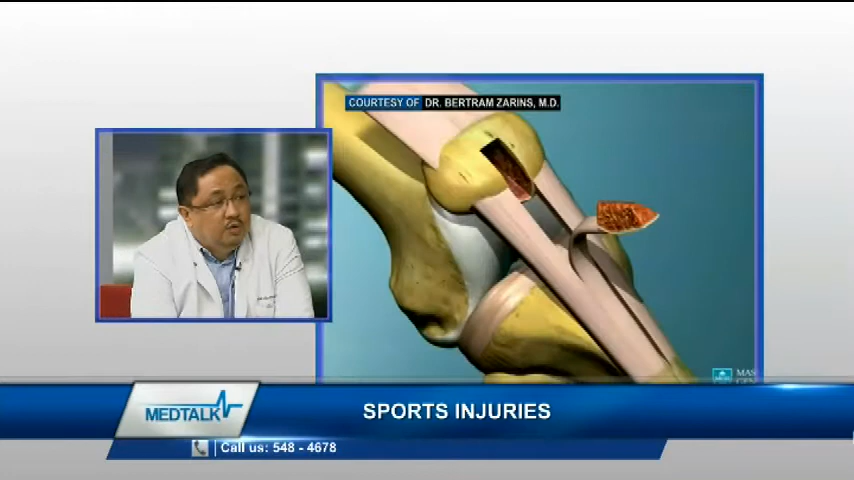 COURTESY OF DR. BERTRAM ZARINS, M.D.
MEDTALK
SPORTS INJURIES
Call us: 548 - 4678